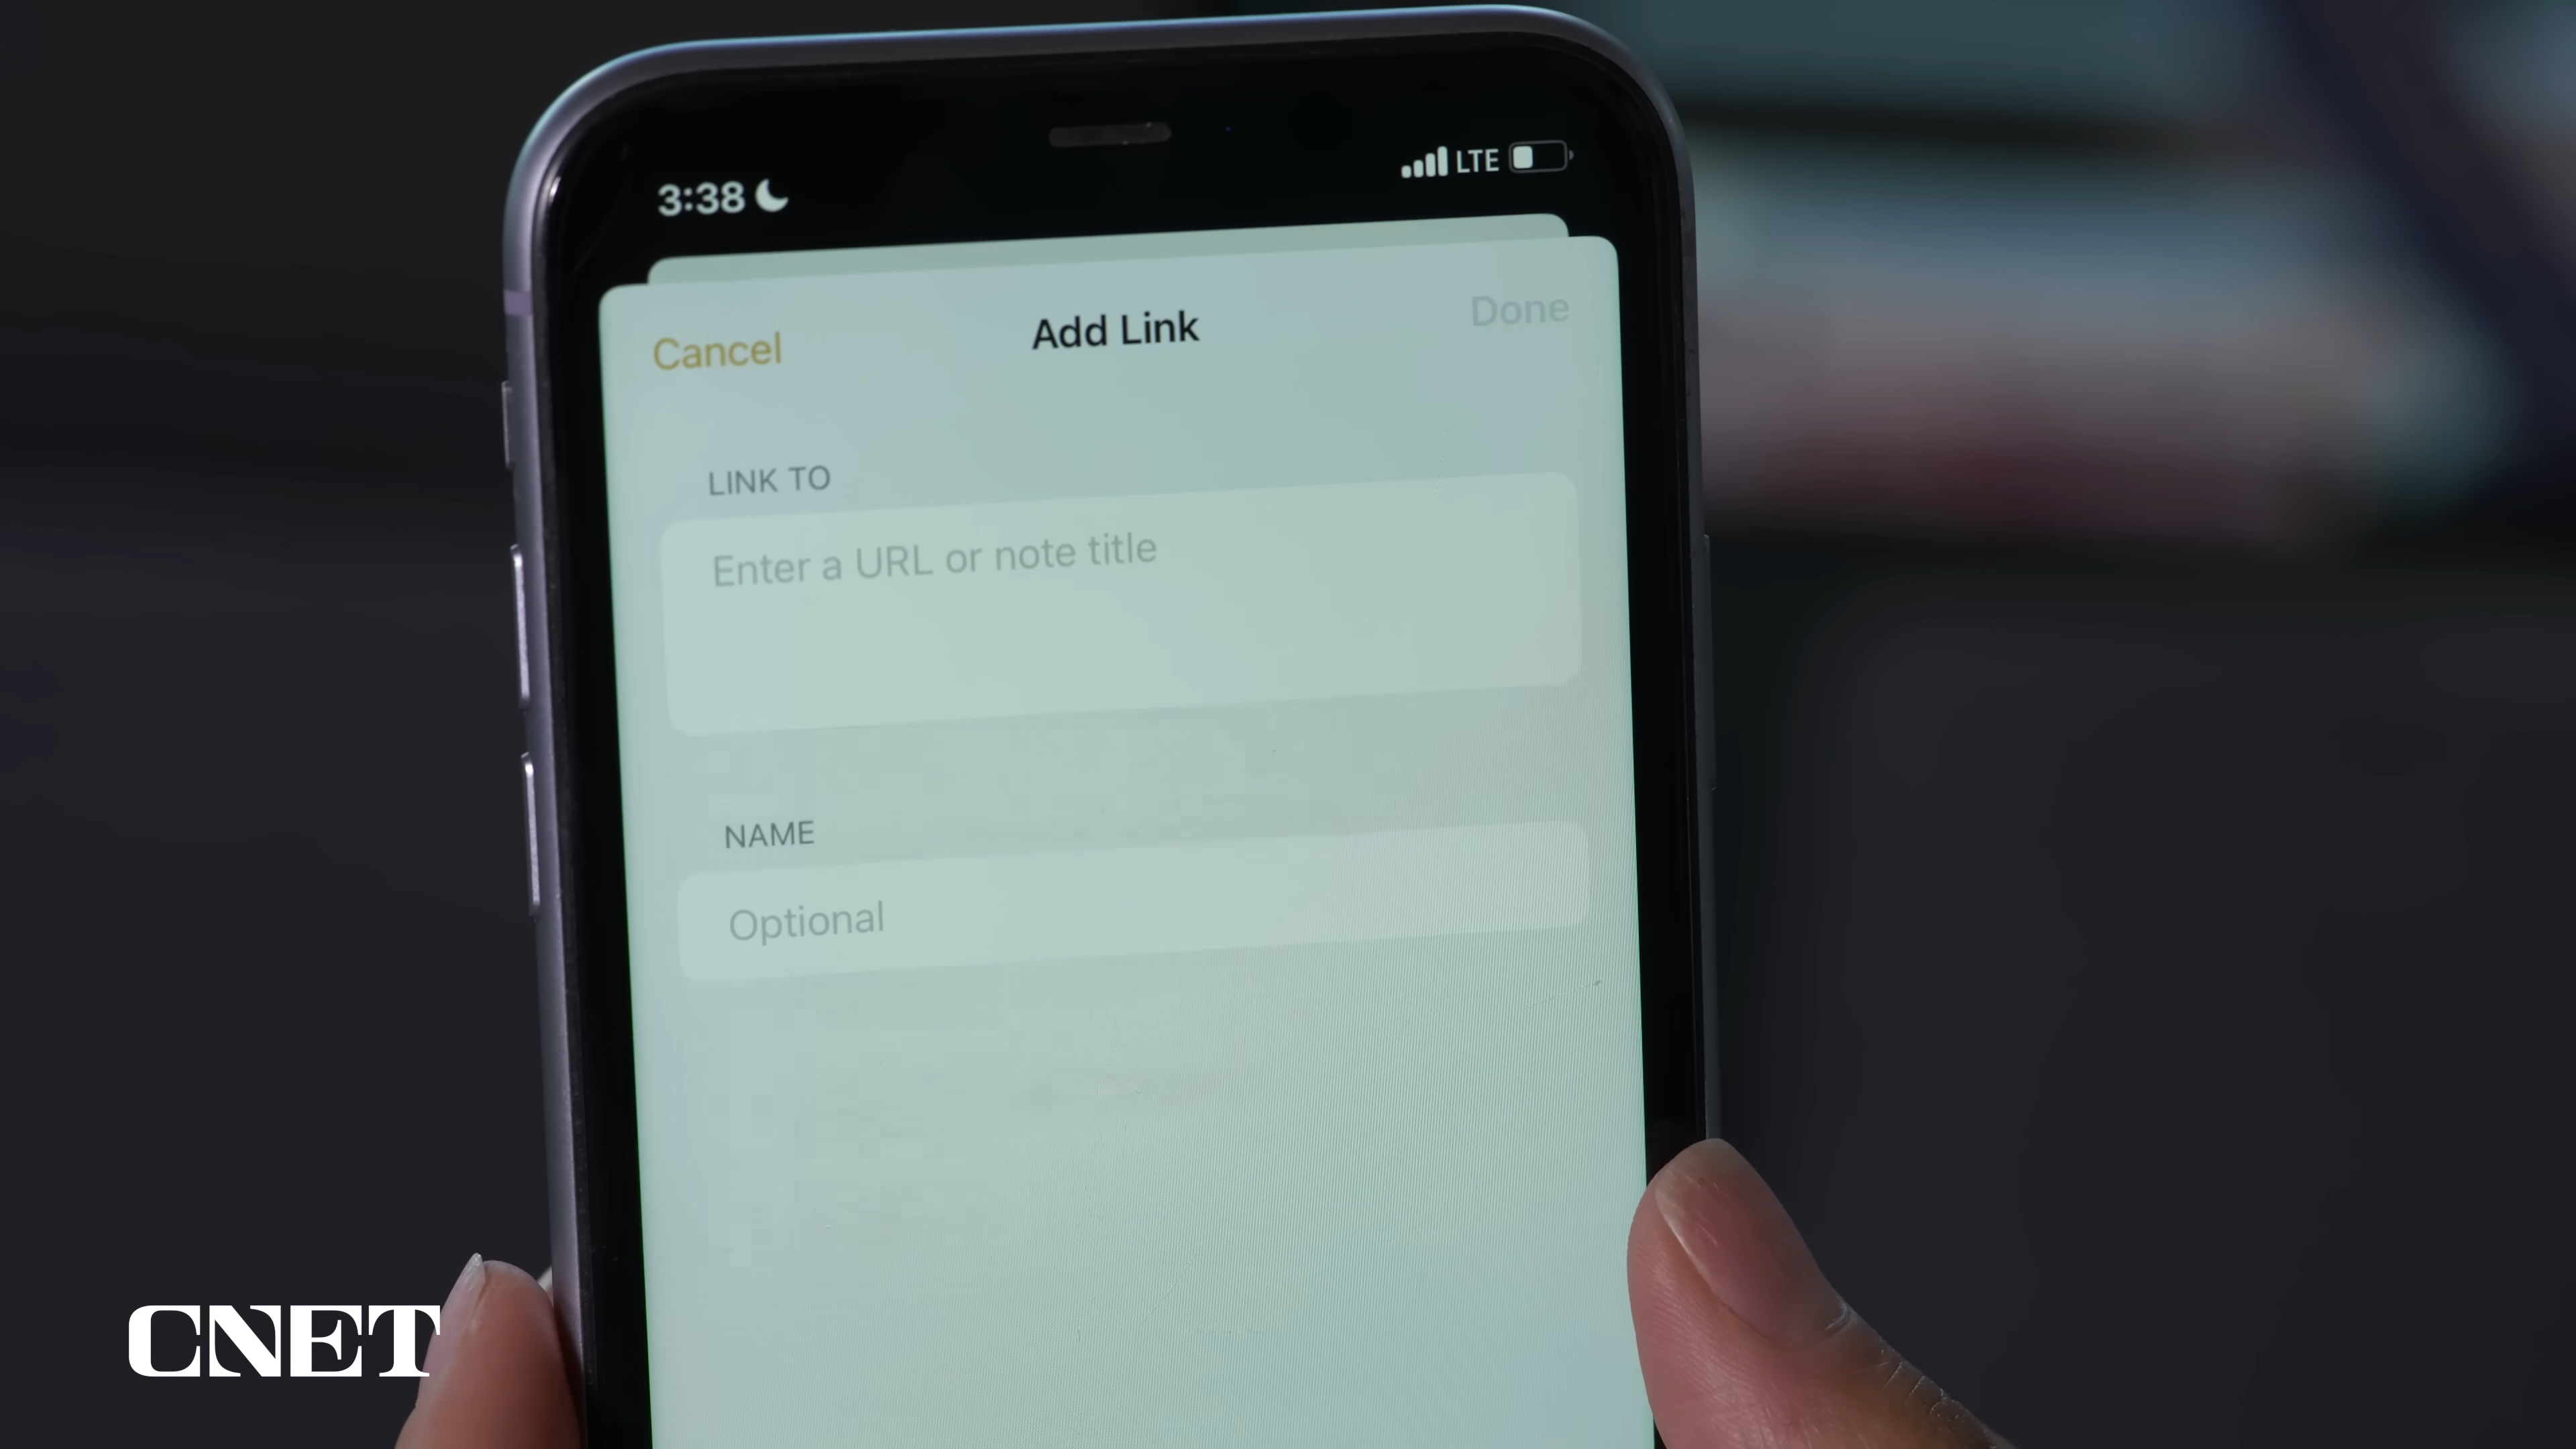 3:38
LTE
Cancel
Add Link
Done
LINK TO
Enter a URL or note title
NAME
Optional
CNET